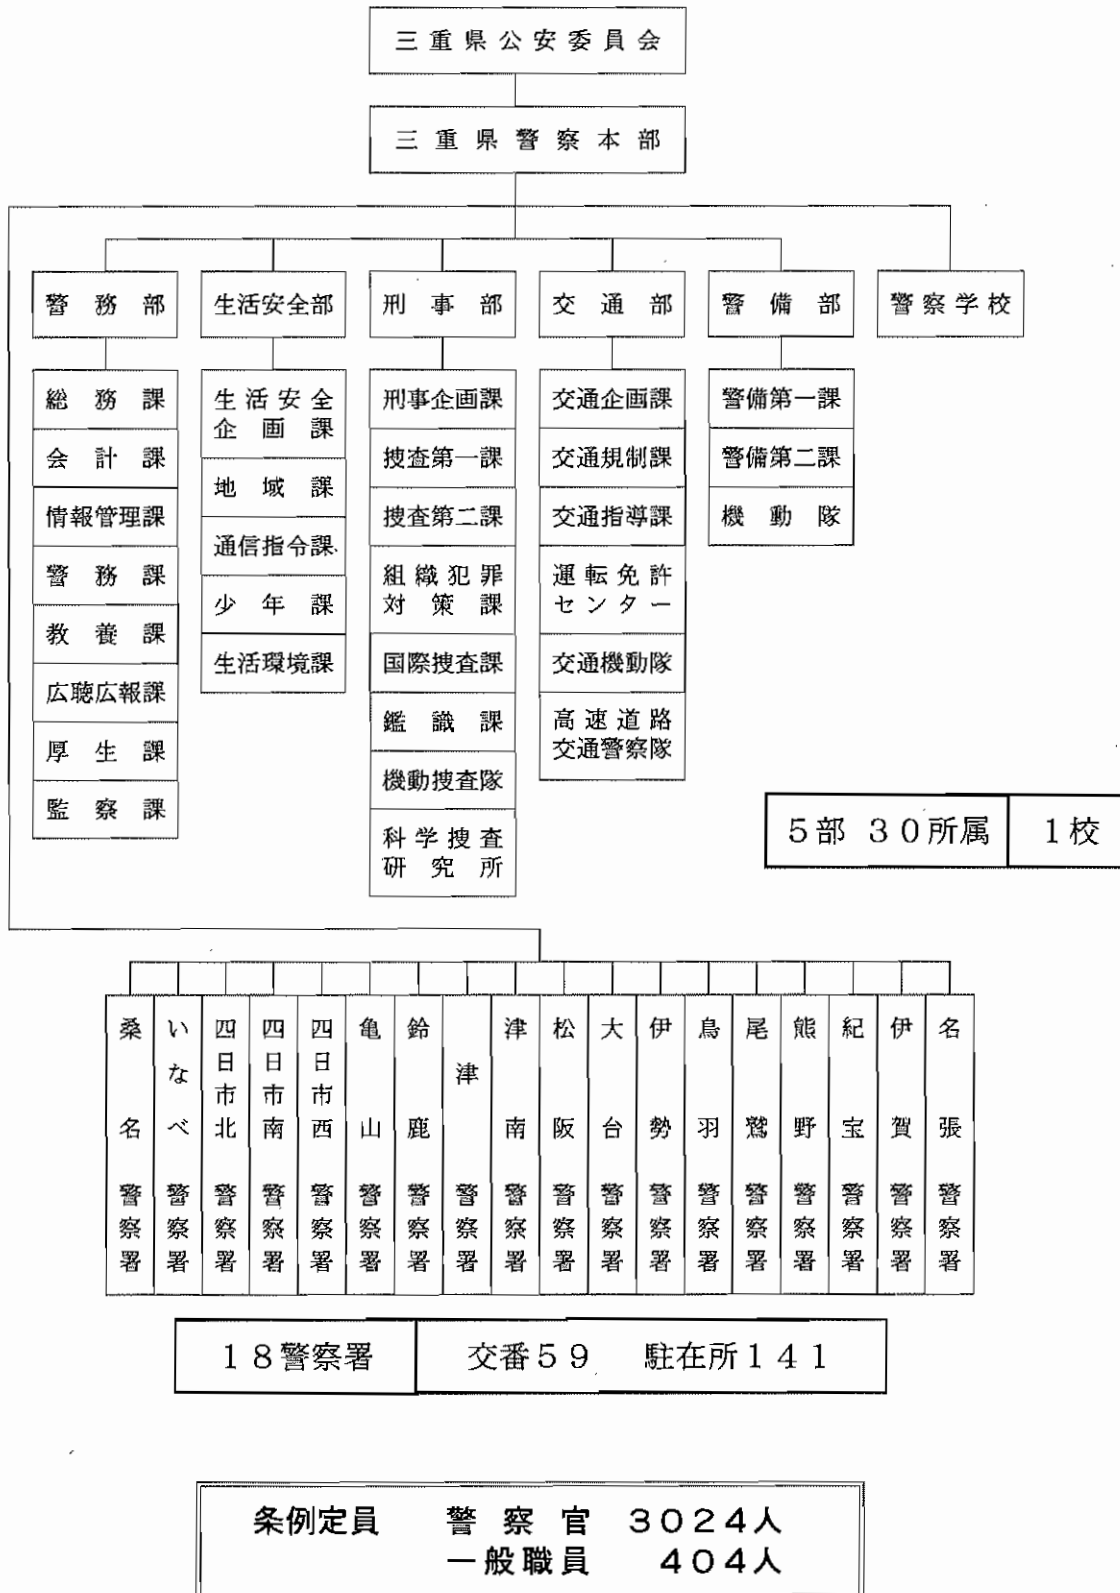 三重県公安委員会
三重県警察本部
警務部
生活安全部
刑事部
交通部
警備部
警察学校
総務課
会計課
情報管理課
警務課
教養課
広聴広報課
厚生課
監察課
生活安全
企画課
地域課
通信指令課
少年課
生活環境課
刑事企画課
捜査第一課
捜査第二課
組織犯罪
対策課
国際捜査課
鑑識課
機動捜査隊
科学捜査
研究所
交通企画課
交通規制課
交通指導課
運転免許
センター
交通機動隊
高速道路
交通警察隊
警備第一課
警備第二課
機動隊
5部 30所属 1校
桑名警察署
いなべ警察署
四日市北警察署
四日市南警察署
四日市西警察署
亀山警察署
鈴鹿警察署
津警察署
津南警察署
松阪警察署
大台警察署
伊勢警察署
鳥羽警察署
尾鷲警察署
熊野警察署
紀宝警察署
伊賀警察署
名張警察署
18警察署 交番59 駐在所141
条例定員 警察官 3024人
一般職員 404人